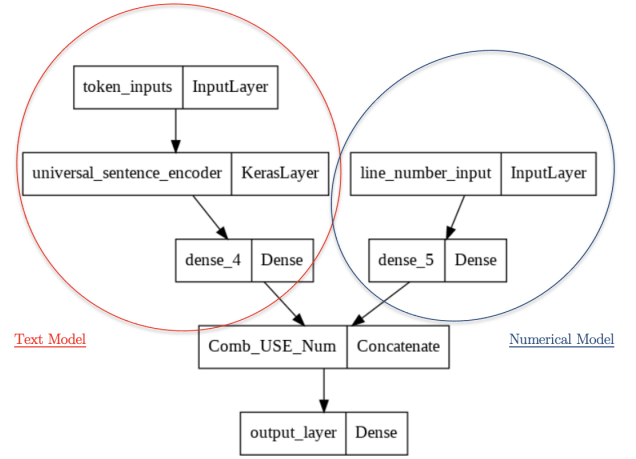 token_inputs InputLayer
universal_sentence_encoder KerasLayer
line_number_input InputLayer
dense_4 Dense
dense_5 Dense
Text Model
Comb_USE_Num Concatenate
Numerical Model
output_layer Dense